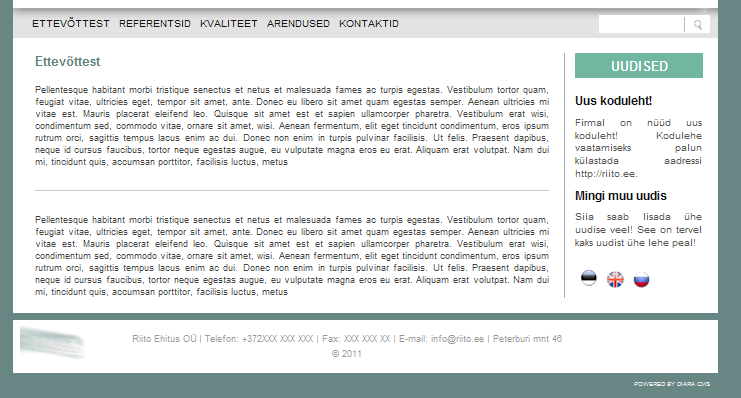 ETTEVÕTTEST REFERENTSID KVALITEET ARENDUSED KONTAKTID
Ettevõttest
Pellentesque habitant morbi tristique senectus et netus et malesuada fames ac turpis egestas. Vestibulum tortor quam,
feugiat vitae, ultricies eget, tempor sit amet, ante. Donec eu libero sit amet quam egestas semper. Aenean ultricies mi
vitae est. Mauris placerat eleifend leo. Quisque sit amet est et sapien ullamcorper pharetra. Vestibulum erat wisi,
condimentum sed, commodo vitae, ornare sit amet, wisi. Aenean fermentum, elit eget tincidunt condimentum, eros ipsum
rutrum orci, sagittis tempus lacus enim ac dui. Donec non enim in turpis pulvinar facilisis. Ut felis. Praesent dapibus,
neque id cursus faucibus, tortor neque egestas augue, eu vulputate magna eros eu erat. Aliquam erat volutpat. Nam dui
mi, tincidunt quis, accumsan porttitor, facilisis luctus, metus
Pellentesque habitant morbi tristique senectus et netus et malesuada fames ac turpis egestas. Vestibulum tortor quam,
feugiat vitae, ultricies eget, tempor sit amet, ante. Donec eu libero sit amet quam egestas semper. Aenean ultricies mi
vitae est. Mauris placerat eleifend leo. Quisque sit amet est et sapien ullamcorper pharetra. Vestibulum erat wisi,
condimentum sed, commodo vitae, ornare sit amet, wisi. Aenean fermentum, elit eget tincidunt condimentum, eros ipsum
rutrum orci, sagittis tempus lacus enim ac dui. Donec non enim in turpis pulvinar facilisis. Ut felis. Praesent dapibus,
neque id cursus faucibus, tortor neque egestas augue, eu vulputate magna eros eu erat. Aliquam erat volutpat. Nam dui
mi, tincidunt quis, accumsan porttitor, facilisis luctus, metus
UUDISED
Uus koduleht!
Firmal on nüüd uus
koduleht! Kodulehe
vaatamiseks palun
külastada aadressi
http://riito.ee.
Mingi muu uudis
Siia saab lisada ühe
uudise veel! See on tervel
kaks uudist ühe lehe peal!
Riito Ehitus OÜ | Telefon: +372XXX XXX XXX | Fax: XXX XXX XX | E-mail: info@riito.ee | Peterburi mnt 46
© 2011
POWERED BY DIARA CMS